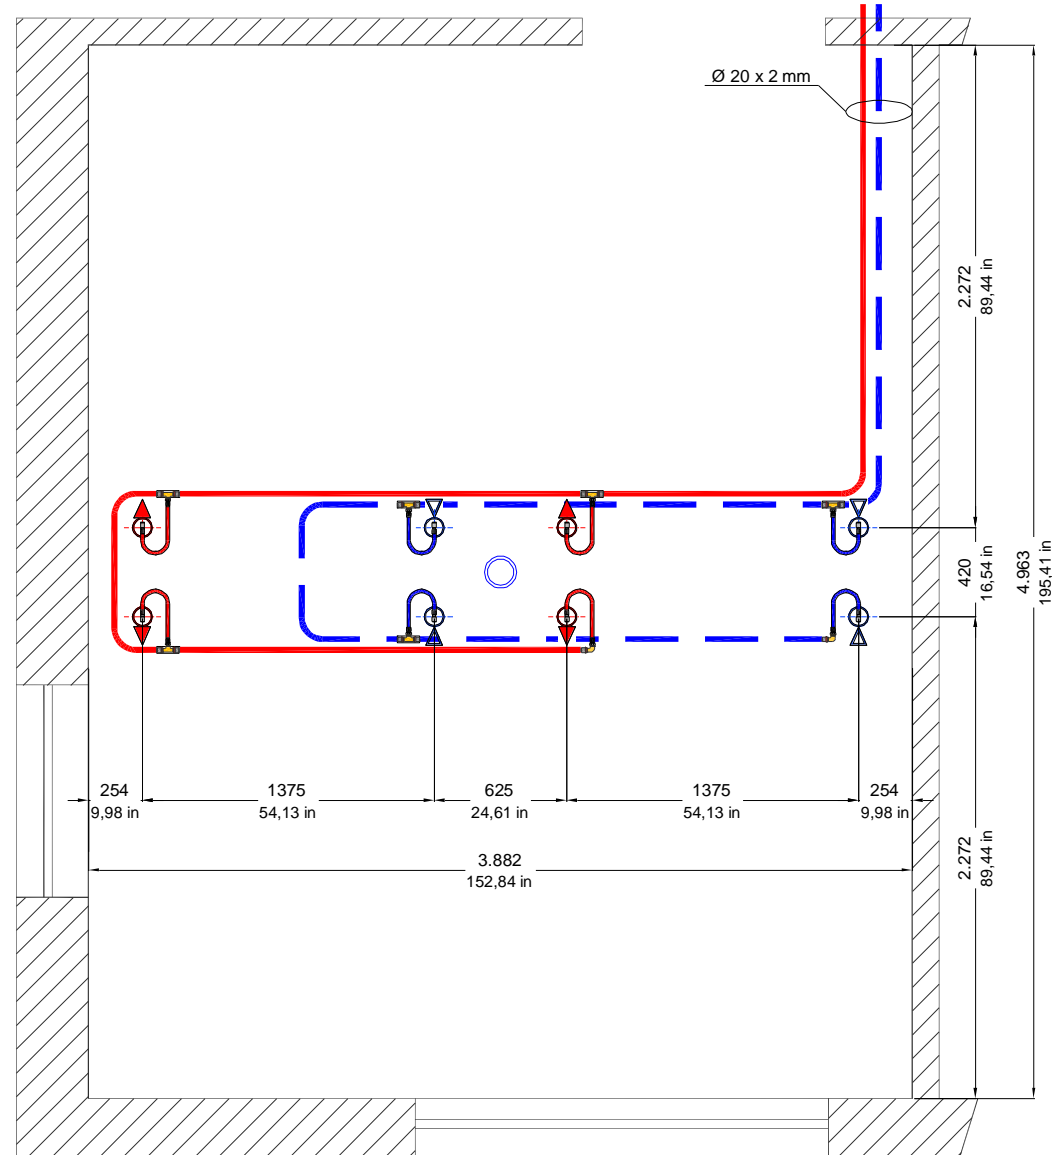 Ø 20 x 2 mm
2.272
89,44 in
420
16,54 in
4.963
195.41 in
254
9,98 in
1375
54,13 in
625
24,61 in
1375
54,13 in
254
9,98 in
3.882
152,84 in
2.272
89,44 in